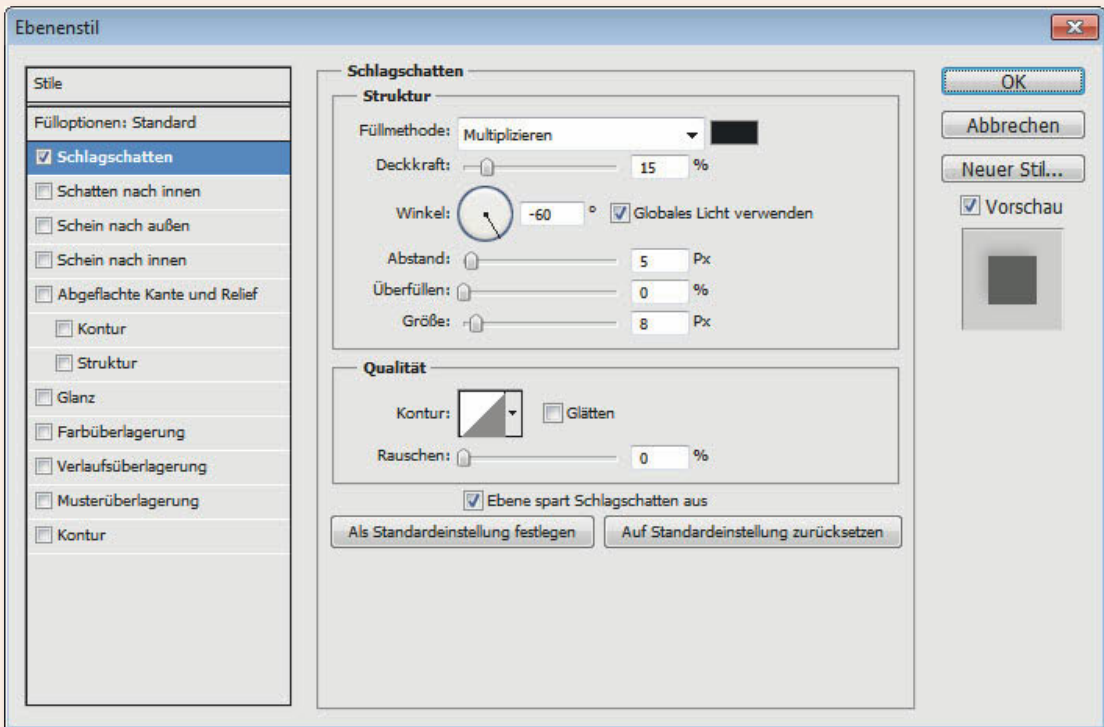 Ebenenstil
Stile
Fülloptionen: Standard
Schlagschatten
Schatten nach innen
Schein nach außen
Schein nach innen
Abgeflachte Kante und Relief
Kontur
Struktur
Glanz
Farbüberlagerung
Verlaufsüberlagerung
Musterüberlagerung
Kontur
Schlagschatten
Struktur
Füllmethode: Multiplizieren
Deckkraft: 15 %
Winkel: -60 ° Globales Licht verwenden
Abstand: 5 Px
Überfüllen: 0 %
Größe: 8 Px
Qualität
Kontur: Glätten
Rauschen: 0 %
Ebene spart Schlagschatten aus
Als Standardeinstellung festlegen Auf Standardeinstellung zurücksetzen
OK
Abbrechen
Neuer Stil...
Vorschau